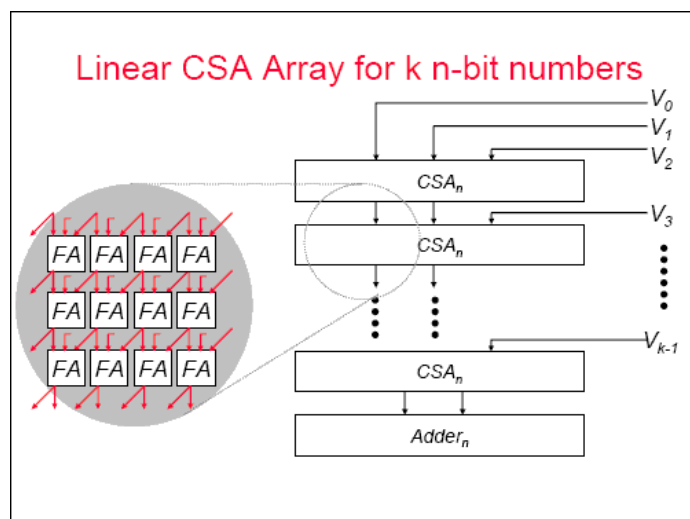 Linear CSA Array for k n-bit numbers
V0
V1
V2
CSAn
V3
CSAn
FA FA FA FA
FA FA FA FA
FA FA FA FA
Vk-1
CSAn
Addern